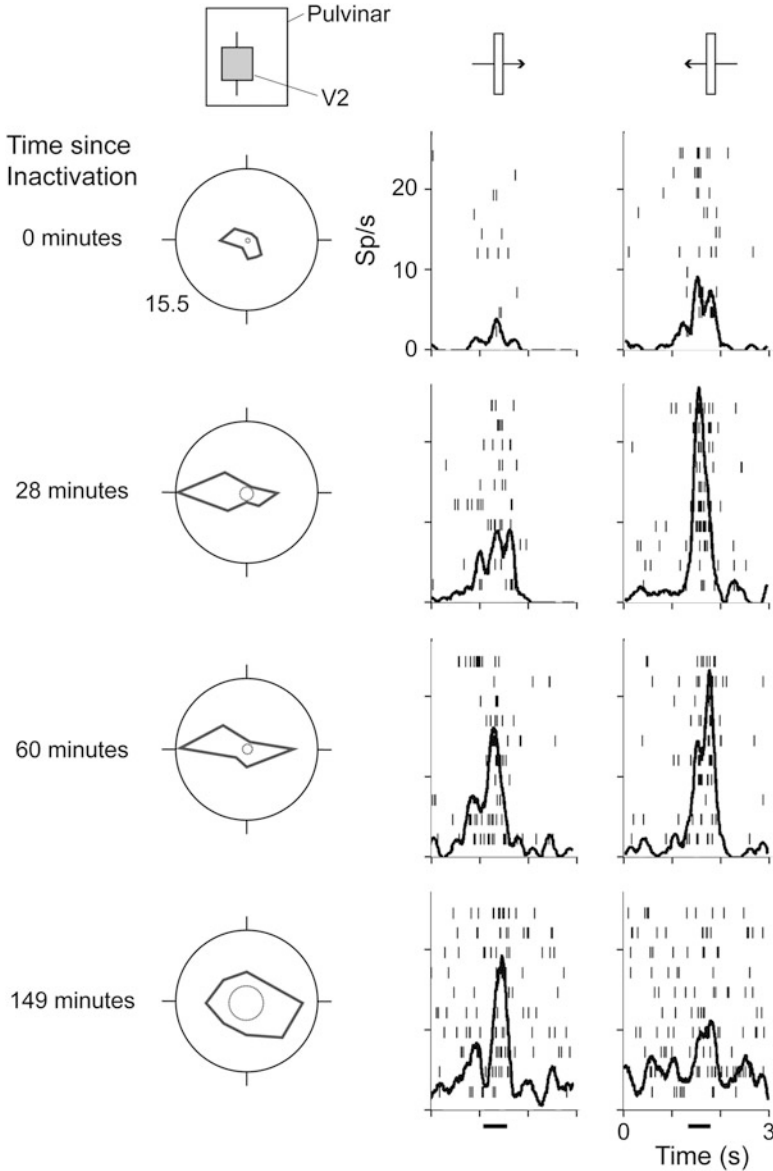 Pulvinar
V2
Time since
Inactivation
0 minutes
15.5
Sp/s
20
10
0
28 minutes
60 minutes
149 minutes
0
3
Time (s)